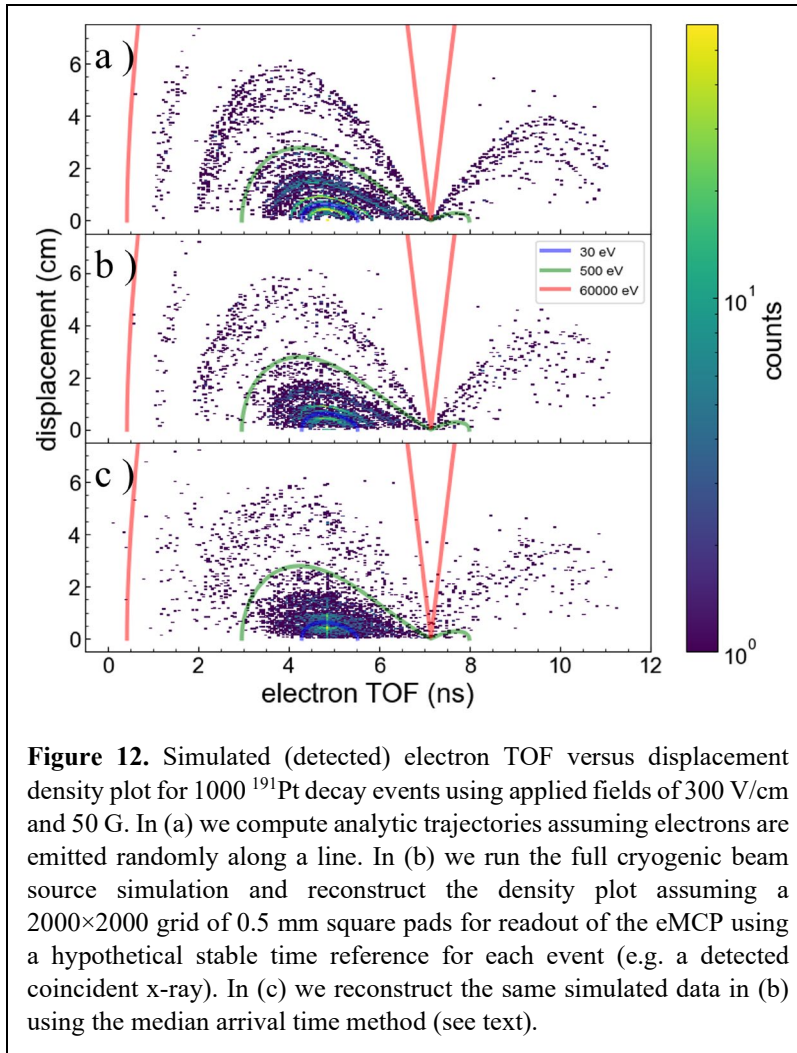 a )
6
4
2
0
b )
6
4
2
0
30 eV
500 eV
60000 eV
c )
6
4
2
0
displacement (cm)
0
2
4
6
8
10
12
electron TOF (ns)
10¹
10⁰
counts
Figure 12. Simulated (detected) electron TOF versus displacement
density plot for 1000 ¹⁹¹Pt decay events using applied fields of 300 V/cm
and 50 G. In (a) we compute analytic trajectories assuming electrons are
emitted randomly along a line. In (b) we run the full cryogenic beam
source simulation and reconstruct the density plot assuming a
2000×2000 grid of 0.5 mm square pads for readout of the eMCP using
a hypothetical stable time reference for each event (e.g. a detected
coincident x-ray). In (c) we reconstruct the same simulated data in (b)
using the median arrival time method (see text).